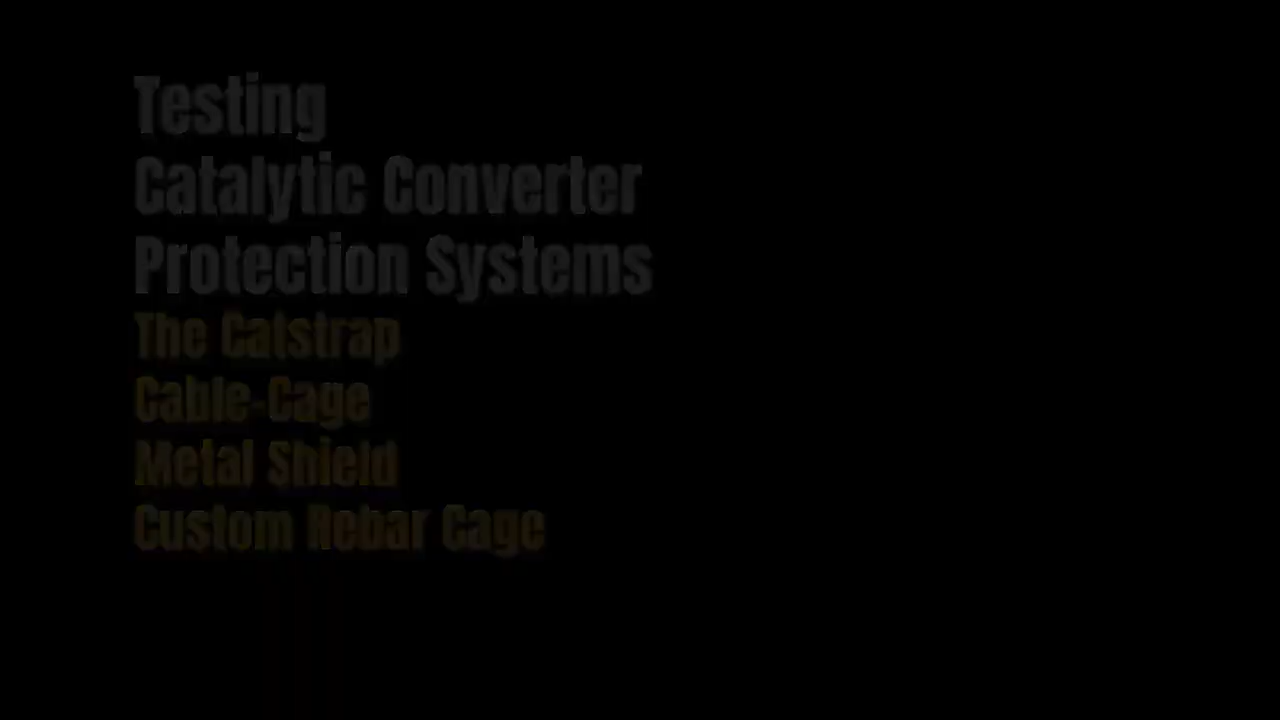 Testing
Catalytic Converter
Protection Systems
The Catstrap
Cable-Cage
Metal Shield
Custom Rebar Cage